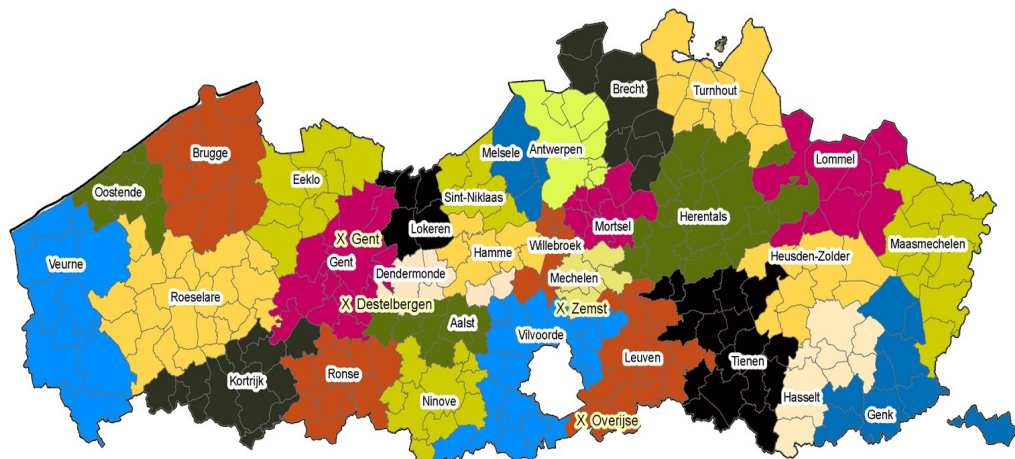 Brecht
Turnhout
Brugge
Melsele
Antwerpen
Lommel
Eeklo
Oostende
Sint-Niklaas
Herentals
Lokeren
Mortsel
X Gent
Willebroek
Maasmechelen
Hamme
Gent
Heusden-Zolder
Veurne
Dendermonde
Mechelen
Roeselare
X Destelbergen
X Zemst
Aalst
Vilvoorde
Leuven
Tienen
Ronse
Kortrijk
Hasselt
Ninove
Genk
X Overijse